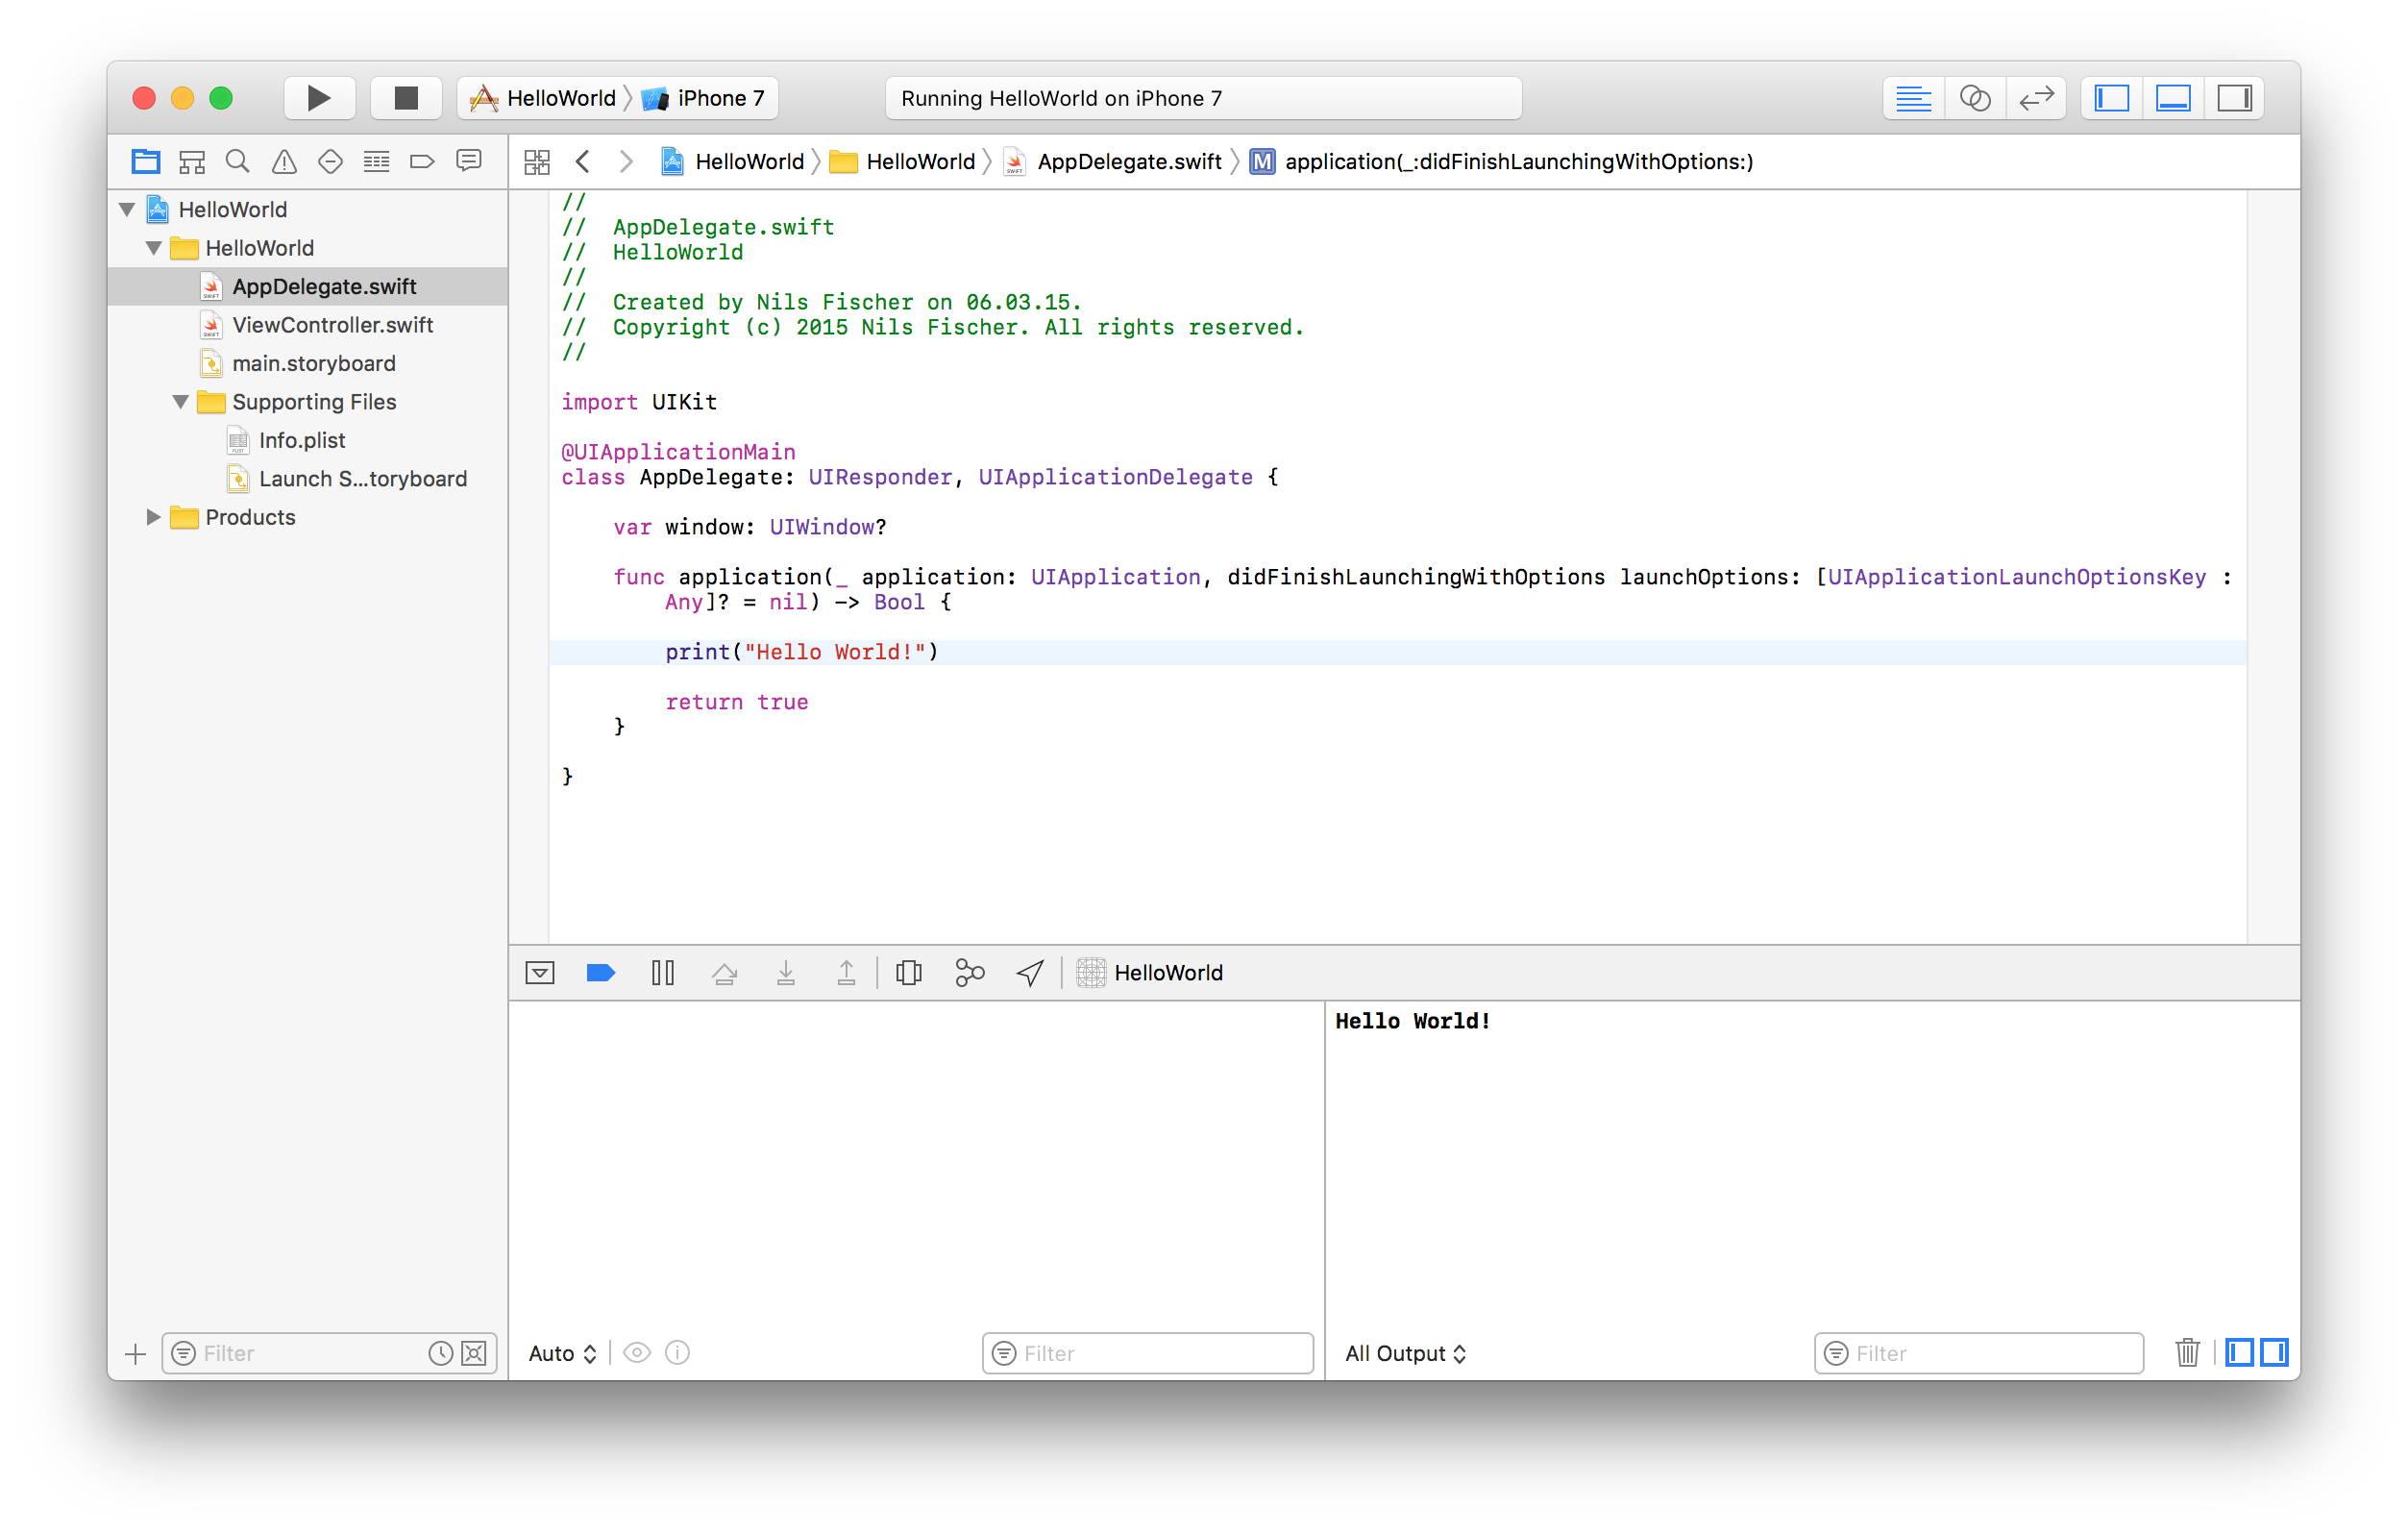 HelloWorld iPhone 7
Running HelloWorld on iPhone 7
HelloWorld HelloWorld AppDelegate.swift M application(_:didFinishLaunchingWithOptions:)
HelloWorld
HelloWorld
AppDelegate.swift
ViewController.swift
main.storyboard
Supporting Files
Info.plist
Launch S...toryboard
Products
//
//  AppDelegate.swift
//  HelloWorld
//
//  Created by Nils Fischer on 06.03.15.
//  Copyright (c) 2015 Nils Fischer. All rights reserved.
//
import UIKit
@UIApplicationMain
class AppDelegate: UIResponder, UIApplicationDelegate {
var window: UIWindow?
func application(_ application: UIApplication, didFinishLaunchingWithOptions launchOptions: [UIApplicationLaunchOptionsKey :
Any]? = nil) -> Bool {
print("Hello World!")
return true
}
}
HelloWorld
Hello World!
Filter
Auto
Filter
All Output
Filter